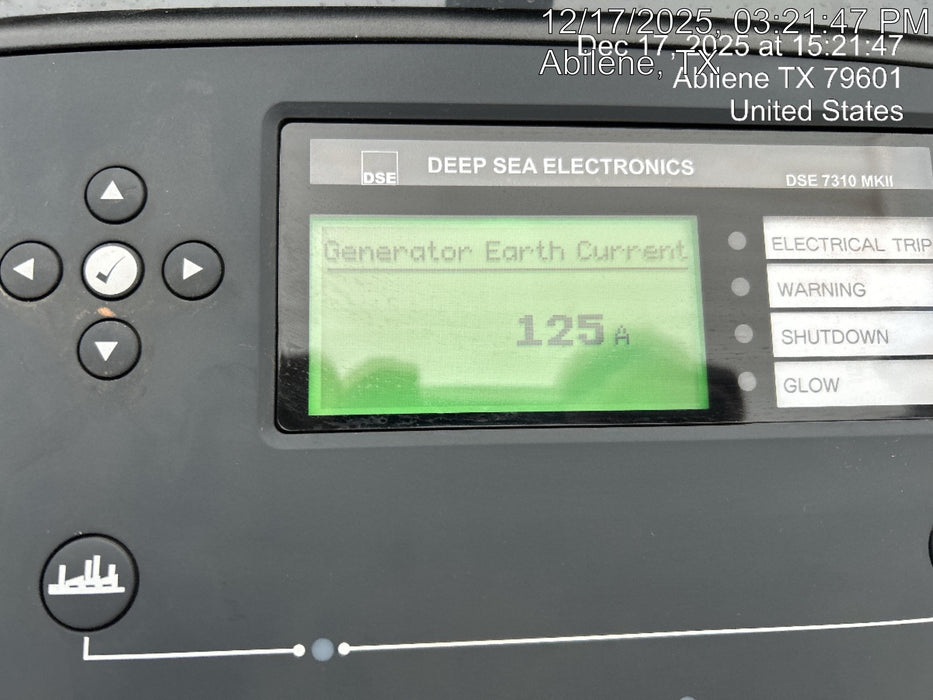 12/17/2025, 03:21:47 PM
Dec 17, 2025 at 15:21:47
Abilene, TX
Abilene TX 79601
United States
DSE
DEEP SEA ELECTRONICS
DSE 7310 MKII
Generator Earth Current
125 A
ELECTRICAL TRIP
WARNING
SHUTDOWN
GLOW